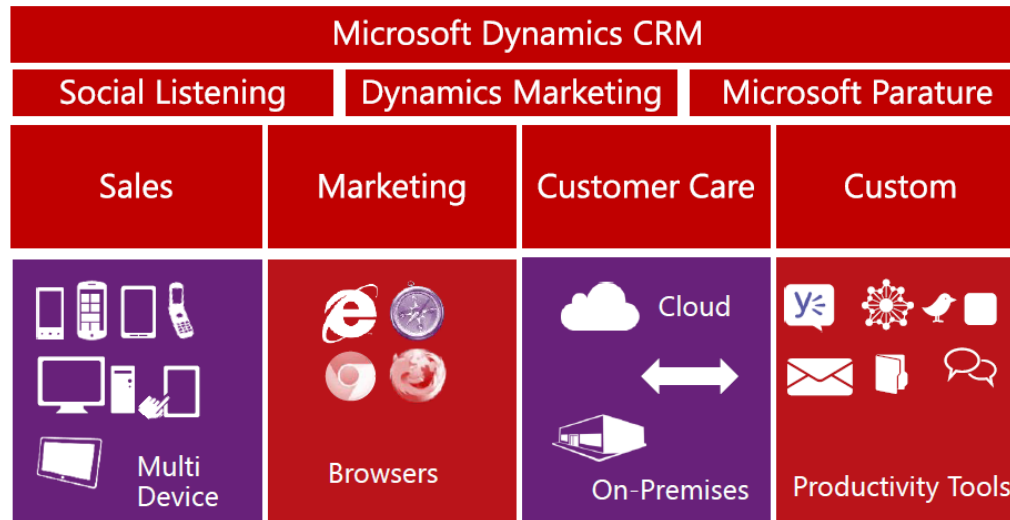 Microsoft Dynamics CRM
Social Listening
Dynamics Marketing
Microsoft Parature
Sales
Marketing
Customer Care
Custom
Multi
Device
Browsers
Cloud
On-Premises
Productivity Tools